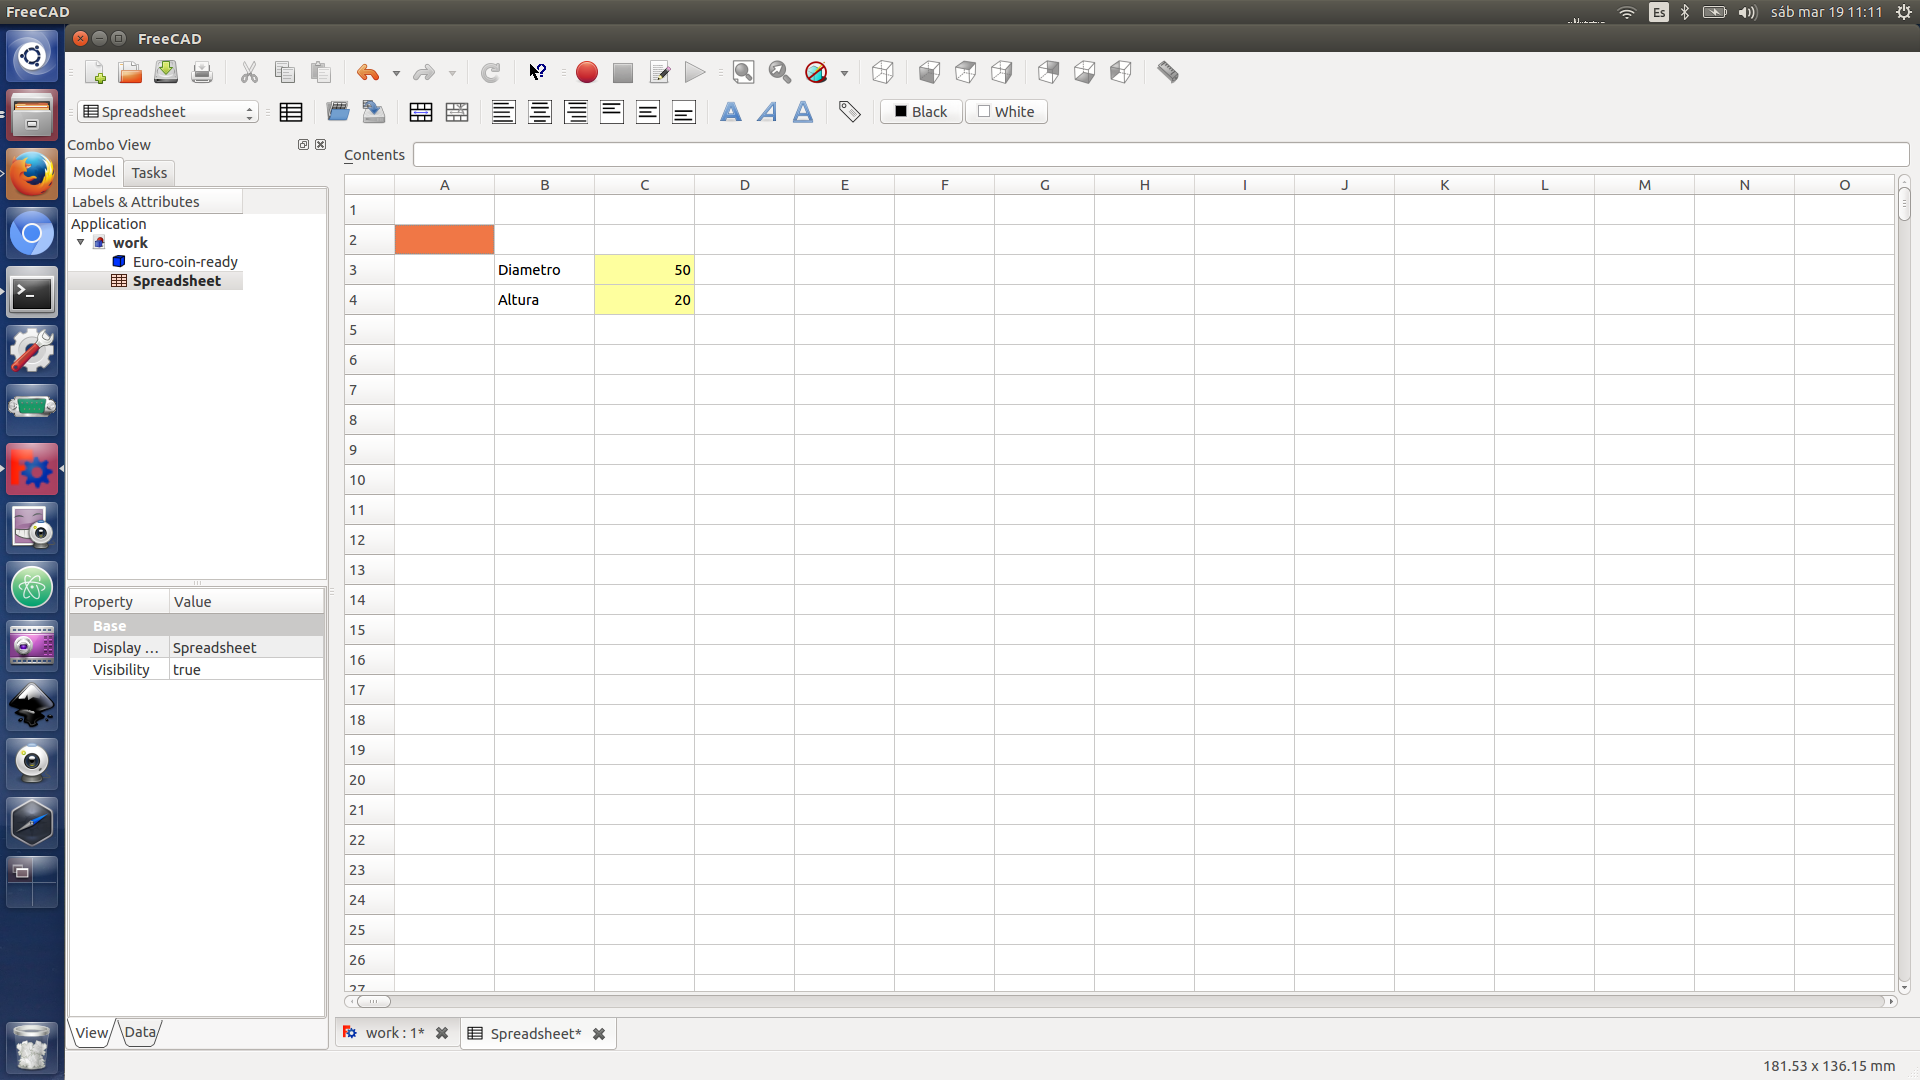 FreeCAD
Es
sáb mar 19 11:11
FreeCAD
Spreadsheet
Black
White
Combo View
Model
Tasks
Labels & Attributes
Application
work
Euro-coin-ready
Spreadsheet
Property Value
Base
Display ... Spreadsheet
Visibility true
View
Data
Contents
A B C D E F G H I J K L M N O
1
2
3 Diametro 50
4 Altura 20
5
6
7
8
9
10
11
12
13
14
15
16
17
18
19
20
21
22
23
24
25
26
27
work : 1*
Spreadsheet*
181.53 x 136.15 mm